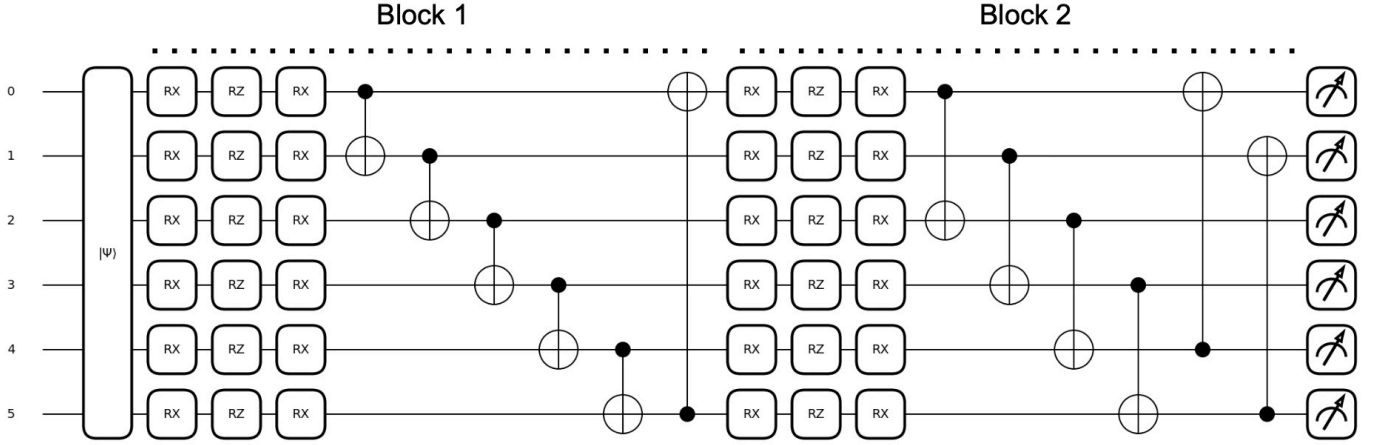 Block 1 Block 2
0 RX RZ RX RX RZ RX
1 RX RZ RX RX RZ RX
2 RX RZ RX RX RZ RX
|Ψ⟩
3 RX RZ RX RX RZ RX
4 RX RZ RX RX RZ RX
5 RX RZ RX RX RZ RX